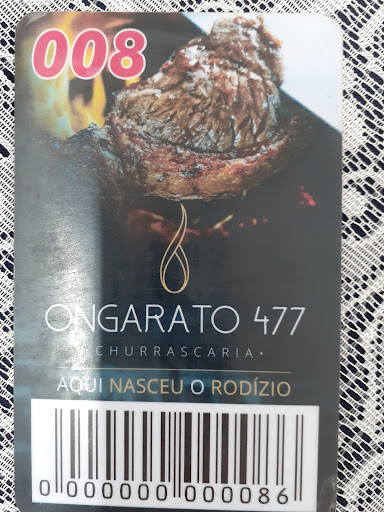 008
ONGARATO 477
CHURRASCARIA •
AQUI NASCEU O RODÍZIO
0 000000 000086